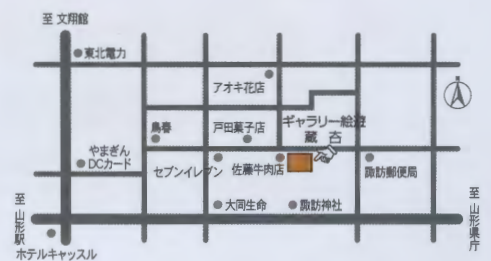 至 文翔館
東北電力
アオキ花店
ギャラリー絵遊
蔵杏
鳥春
戸田菓子店
やまぎん
DCカード
セブンイレブン
佐藤牛肉店
諏訪郵便局
大同生命
諏訪神社
至 山形駅
至 山形県庁
ホテルキャッスル